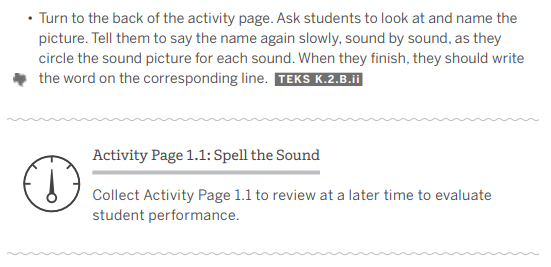 • Turn to the back of the activity page. Ask students to look at and name the
picture. Tell them to say the name again slowly, sound by sound, as they
circle the sound picture for each sound. When they finish, they should write
the word on the corresponding line. TEKS K.2.B.ii
Activity Page 1.1: Spell the Sound
Collect Activity Page 1.1 to review at a later time to evaluate
student performance.